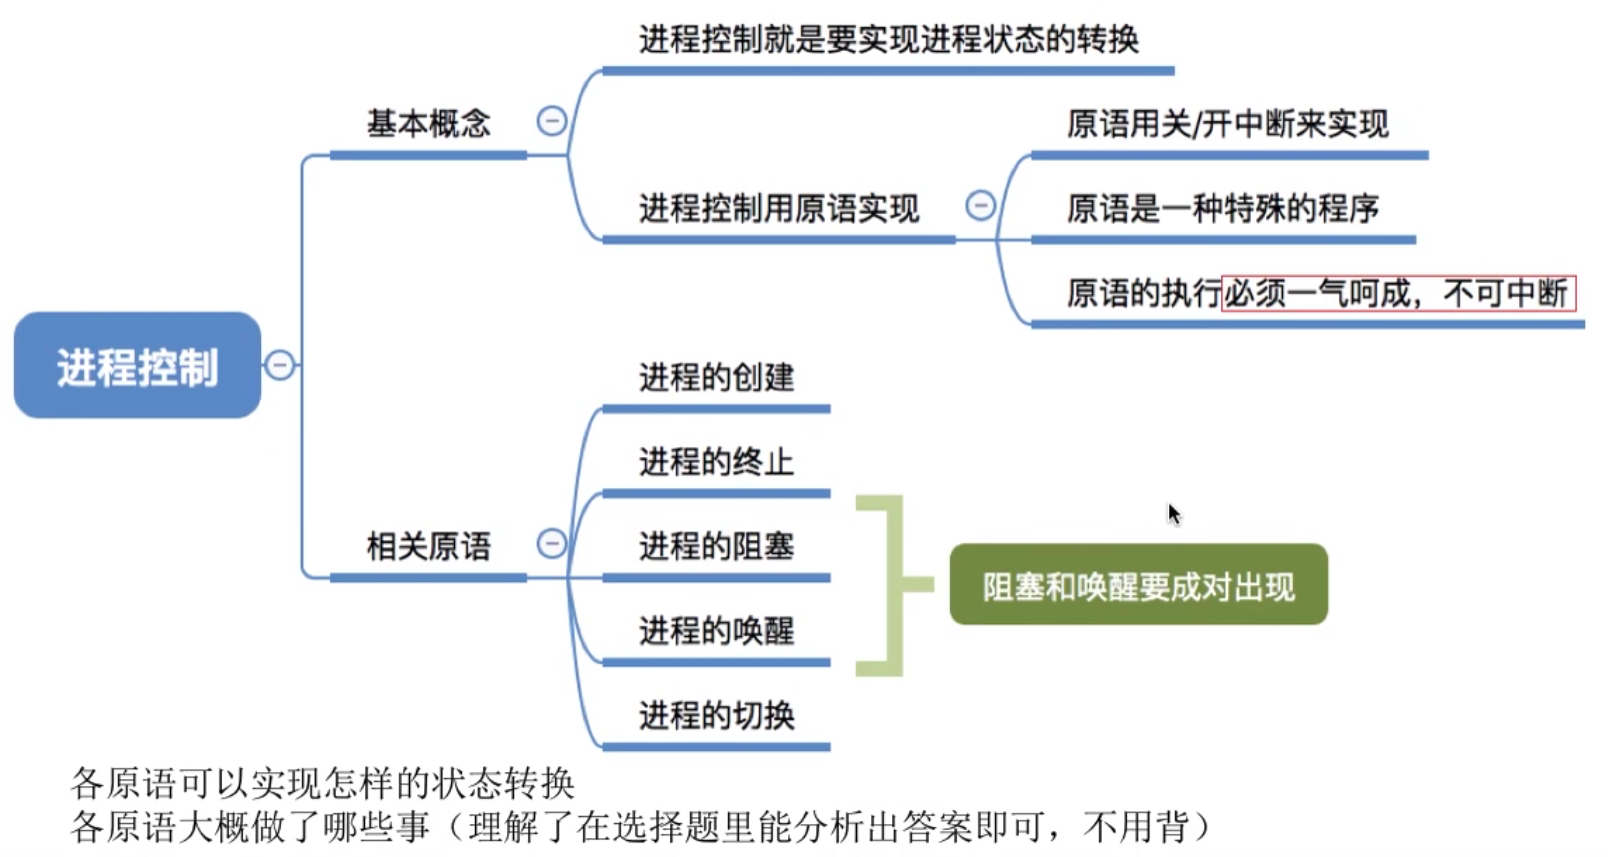 进程控制
基本概念
进程控制就是要实现进程状态的转换
进程控制用原语实现
原语用关/开中断来实现
原语是一种特殊的程序
原语的执行必须一气呵成，不可中断
相关原语
进程的创建
进程的终止
进程的阻塞
进程的唤醒
进程的切换
阻塞和唤醒要成对出现
各原语可以实现怎样的状态转换
各原语大概做了哪些事（理解了在选择题里能分析出答案即可，不用背）